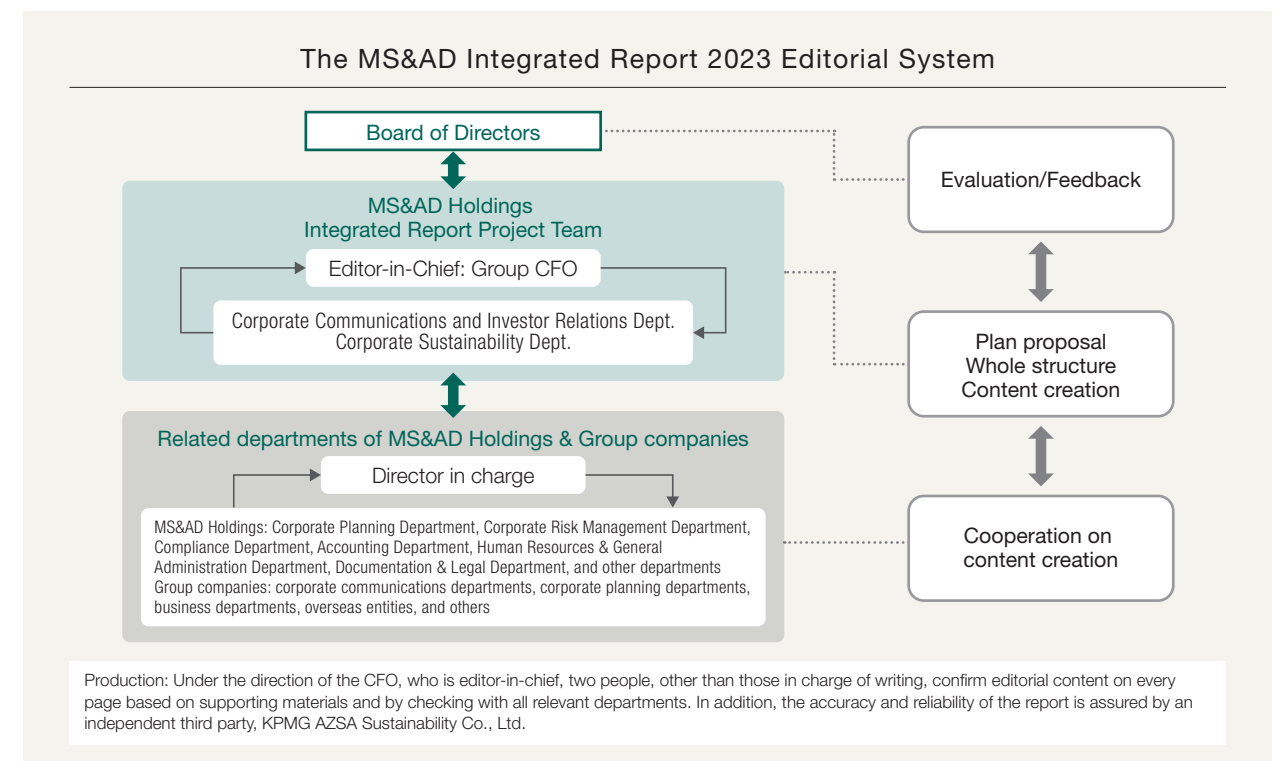 The MS&AD Integrated Report 2023 Editorial System
Board of Directors
Evaluation/Feedback
MS&AD Holdings
Integrated Report Project Team
Editor-in-Chief: Group CFO
Corporate Communications and Investor Relations Dept.
Corporate Sustainability Dept.
Plan proposal
Whole structure
Content creation
Related departments of MS&AD Holdings & Group companies
Director in charge
MS&AD Holdings: Corporate Planning Department, Corporate Risk Management Department,
Compliance Department, Accounting Department, Human Resources & General
Administration Department, Documentation & Legal Department, and other departments
Group companies: corporate communications departments, corporate planning departments,
business departments, overseas entities, and others
Cooperation on
content creation
Production: Under the direction of the CFO, who is editor-in-chief, two people, other than those in charge of writing, confirm editorial content on every
page based on supporting materials and by checking with all relevant departments. In addition, the accuracy and reliability of the report is assured by an
independent third party, KPMG AZSA Sustainability Co., Ltd.